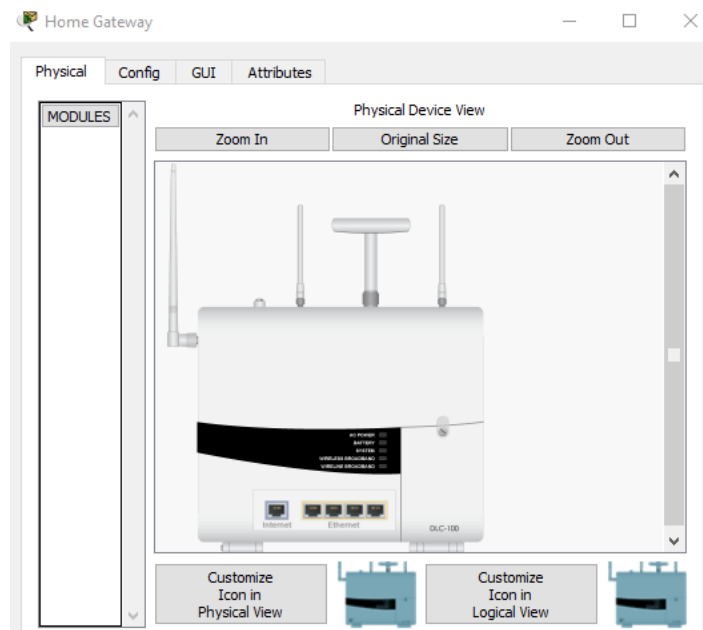 Home Gateway
Physical Config GUI Attributes
MODULES
Physical Device View
Zoom In Original Size Zoom Out
AC POWER
BATTERY
SYSTEM
WIRELESS BROADBAND
WIRELINE BROADBAND
Internet Ethernet
DLC-100
Customize
Icon in
Physical View
Customize
Icon in
Logical View